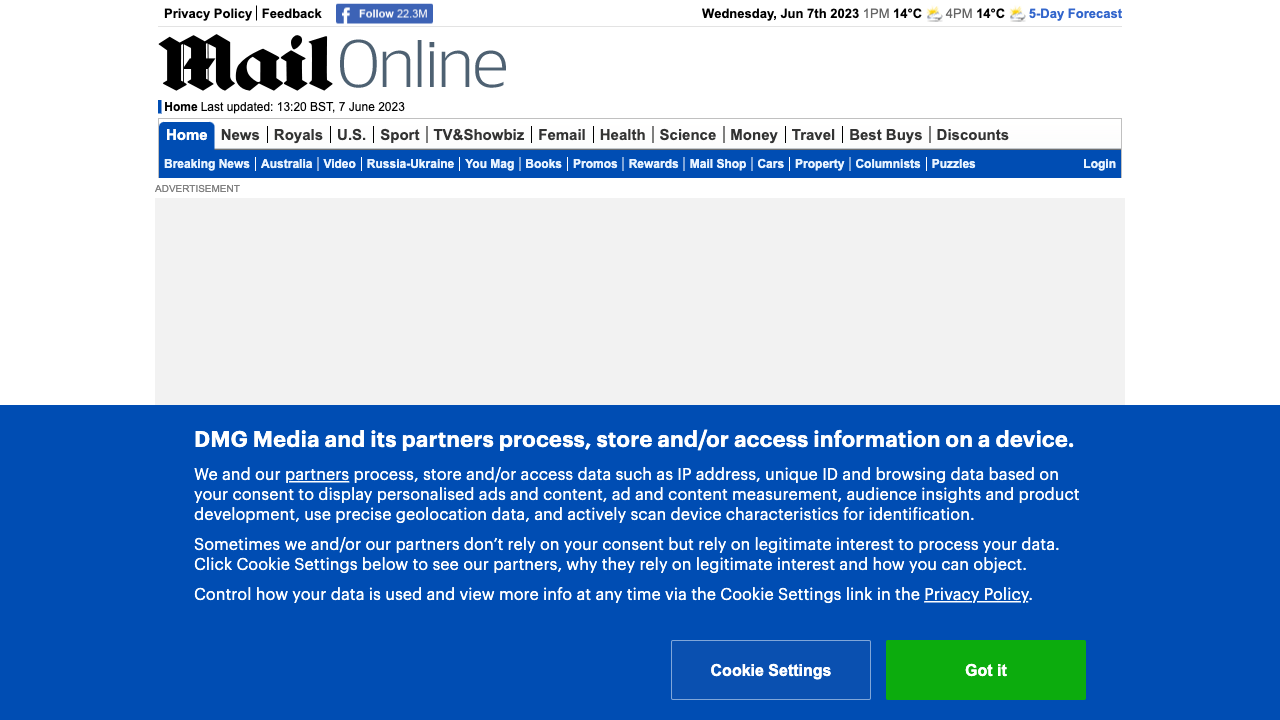 Privacy Policy Feedback Follow 22.3M Wednesday, Jun 7th 2023 1PM 14°C 4PM 14°C 5-Day Forecast
Mail Online
Home Last updated: 13:20 BST, 7 June 2023
Home News Royals U.S. Sport TV&Showbiz Femail Health Science Money Travel Best Buys Discounts
Breaking News Australia Video Russia-Ukraine You Mag Books Promos Rewards Mail Shop Cars Property Columnists Puzzles Login
ADVERTISEMENT
DMG Media and its partners process, store and/or access information on a device.
We and our partners process, store and/or access data such as IP address, unique ID and browsing data based on
your consent to display personalised ads and content, ad and content measurement, audience insights and product
development, use precise geolocation data, and actively scan device characteristics for identification.
Sometimes we and/or our partners don’t rely on your consent but rely on legitimate interest to process your data.
Click Cookie Settings below to see our partners, why they rely on legitimate interest and how you can object.
Control how your data is used and view more info at any time via the Cookie Settings link in the Privacy Policy.
Cookie Settings Got it